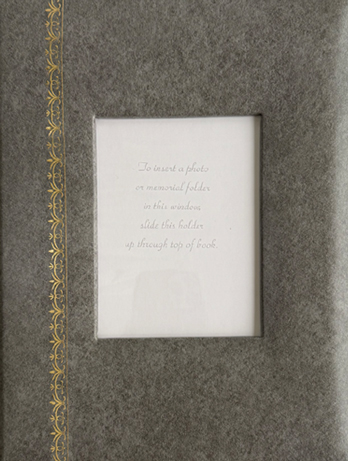 To insert a photo
or memorial folder
in this window
slide this holder
up through top of book.